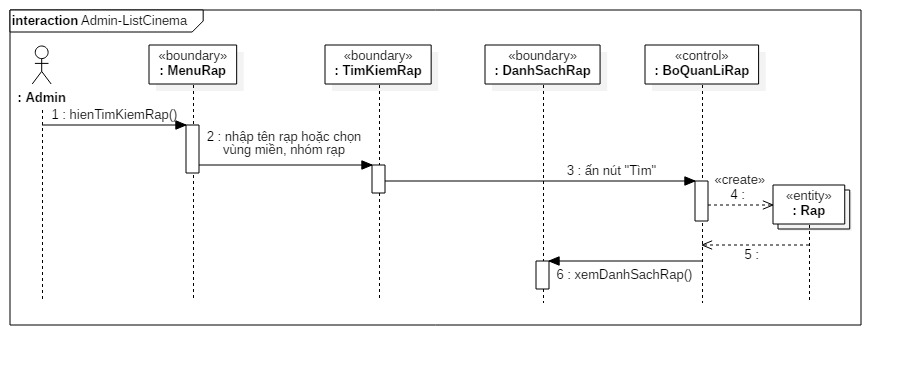 interaction Admin-ListCinema
«boundary»
: MenuRap
«boundary»
: TimKiemRap
«boundary»
: DanhSachRap
«control»
: BoQuanLiRap
: Admin
1 : hienTimKiemRap()
2 : nhập tên rạp hoặc chọn
vùng miền, nhóm rạp
3 : ấn nút "Tìm"
«create»
4 :
«entity»
: Rap
5 :
6 : xemDanhSachRap()